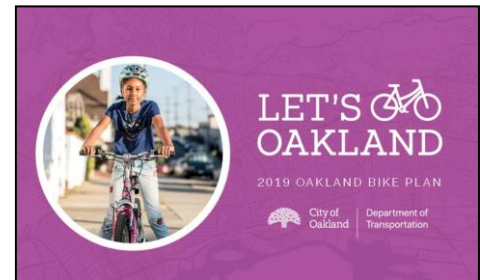 LET'S
OAKLAND
2019 OAKLAND BIKE PLAN
City of
Oakland
Department of
Transportation